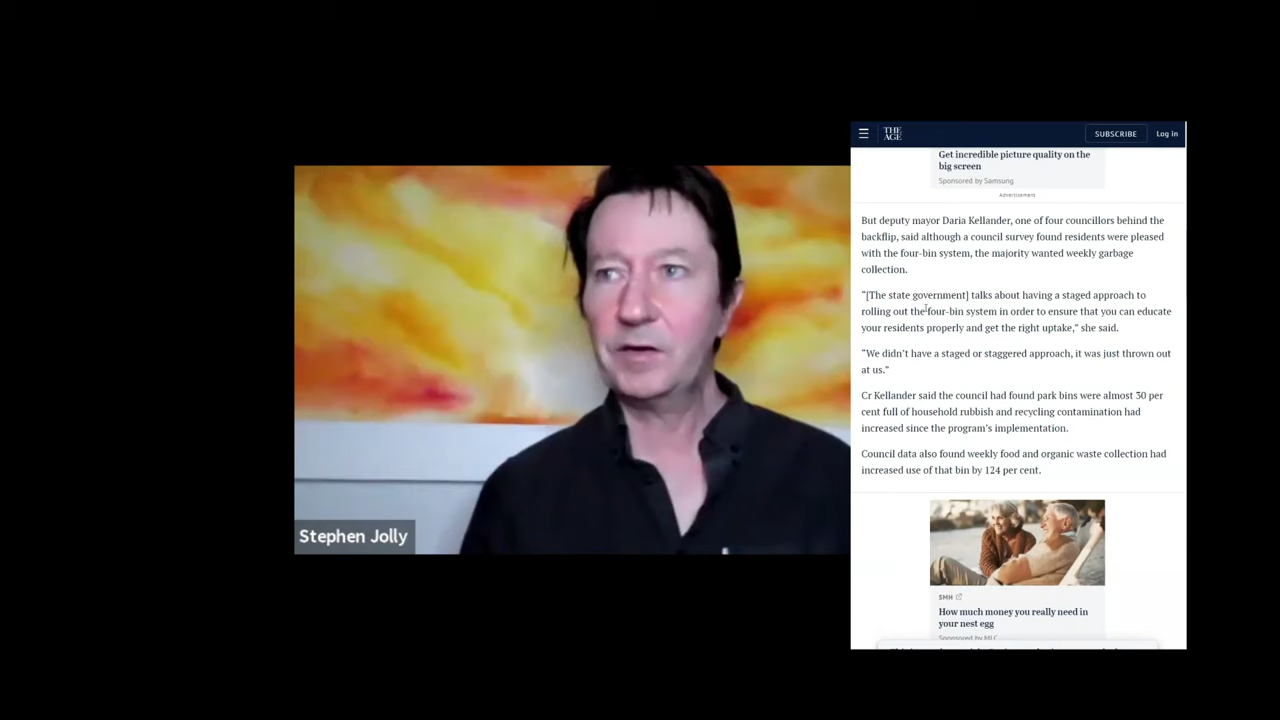 THE
AGE
SUBSCRIBE
Log in
Get incredible picture quality on the
big screen
Sponsored by Samsung
Advertisement
But deputy mayor Daria Kellander, one of four councillors behind the
backflip, said although a council survey found residents were pleased
with the four-bin system, the majority wanted weekly garbage
collection.
“[The state government] talks about having a staged approach to
rolling out the four-bin system in order to ensure that you can educate
your residents properly and get the right uptake,” she said.
“We didn’t have a staged or staggered approach, it was just thrown out
at us.”
Cr Kellander said the council had found park bins were almost 30 per
cent full of household rubbish and recycling contamination had
increased since the program’s implementation.
Council data also found weekly food and organic waste collection had
increased use of that bin by 124 per cent.
SMH
How much money you really need in
your nest egg
Sponsored by MLC
Stephen Jolly